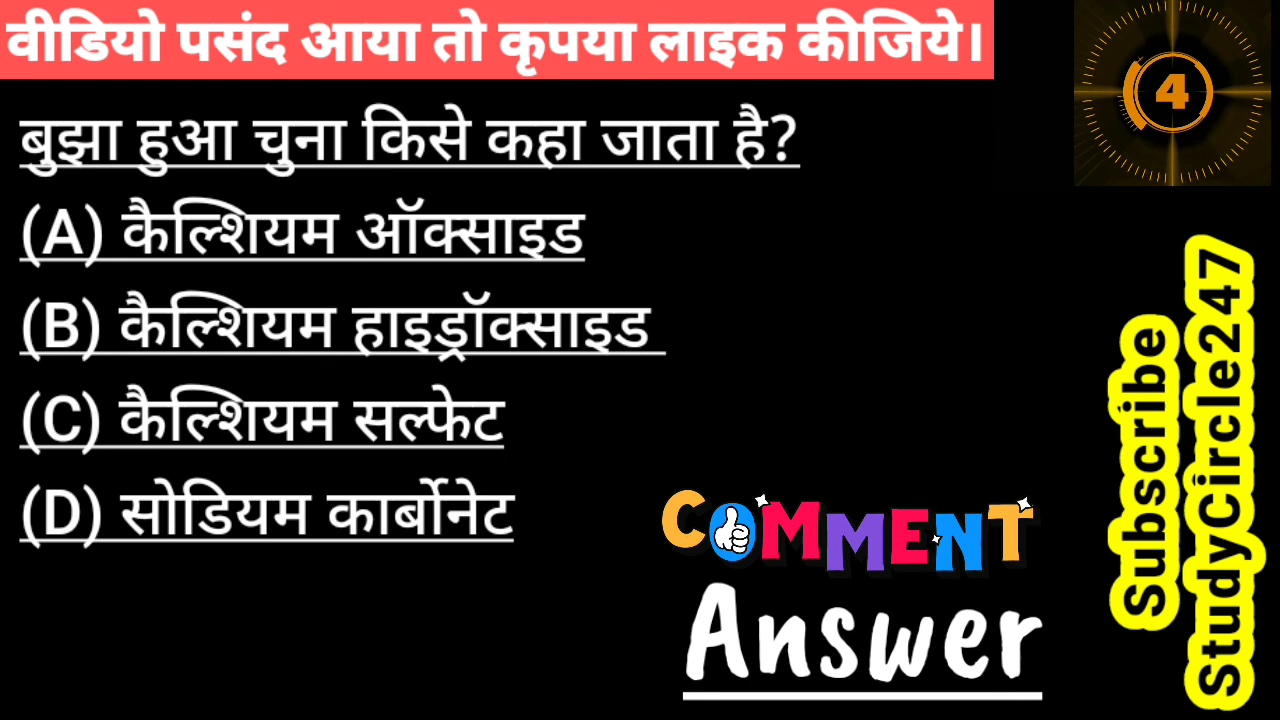 वीडियो पसंद आया तो कृपया लाइक कीजिये।
4
बुझा हुआ चुना किसे कहा जाता है?
(A) कैल्शियम ऑक्साइड
(B) कैल्शियम हाइड्रॉक्साइड
(C) कैल्शियम सल्फेट
(D) सोडियम कार्बोनेट
COMMENT
Answer
Subscribe
StudyCircle247